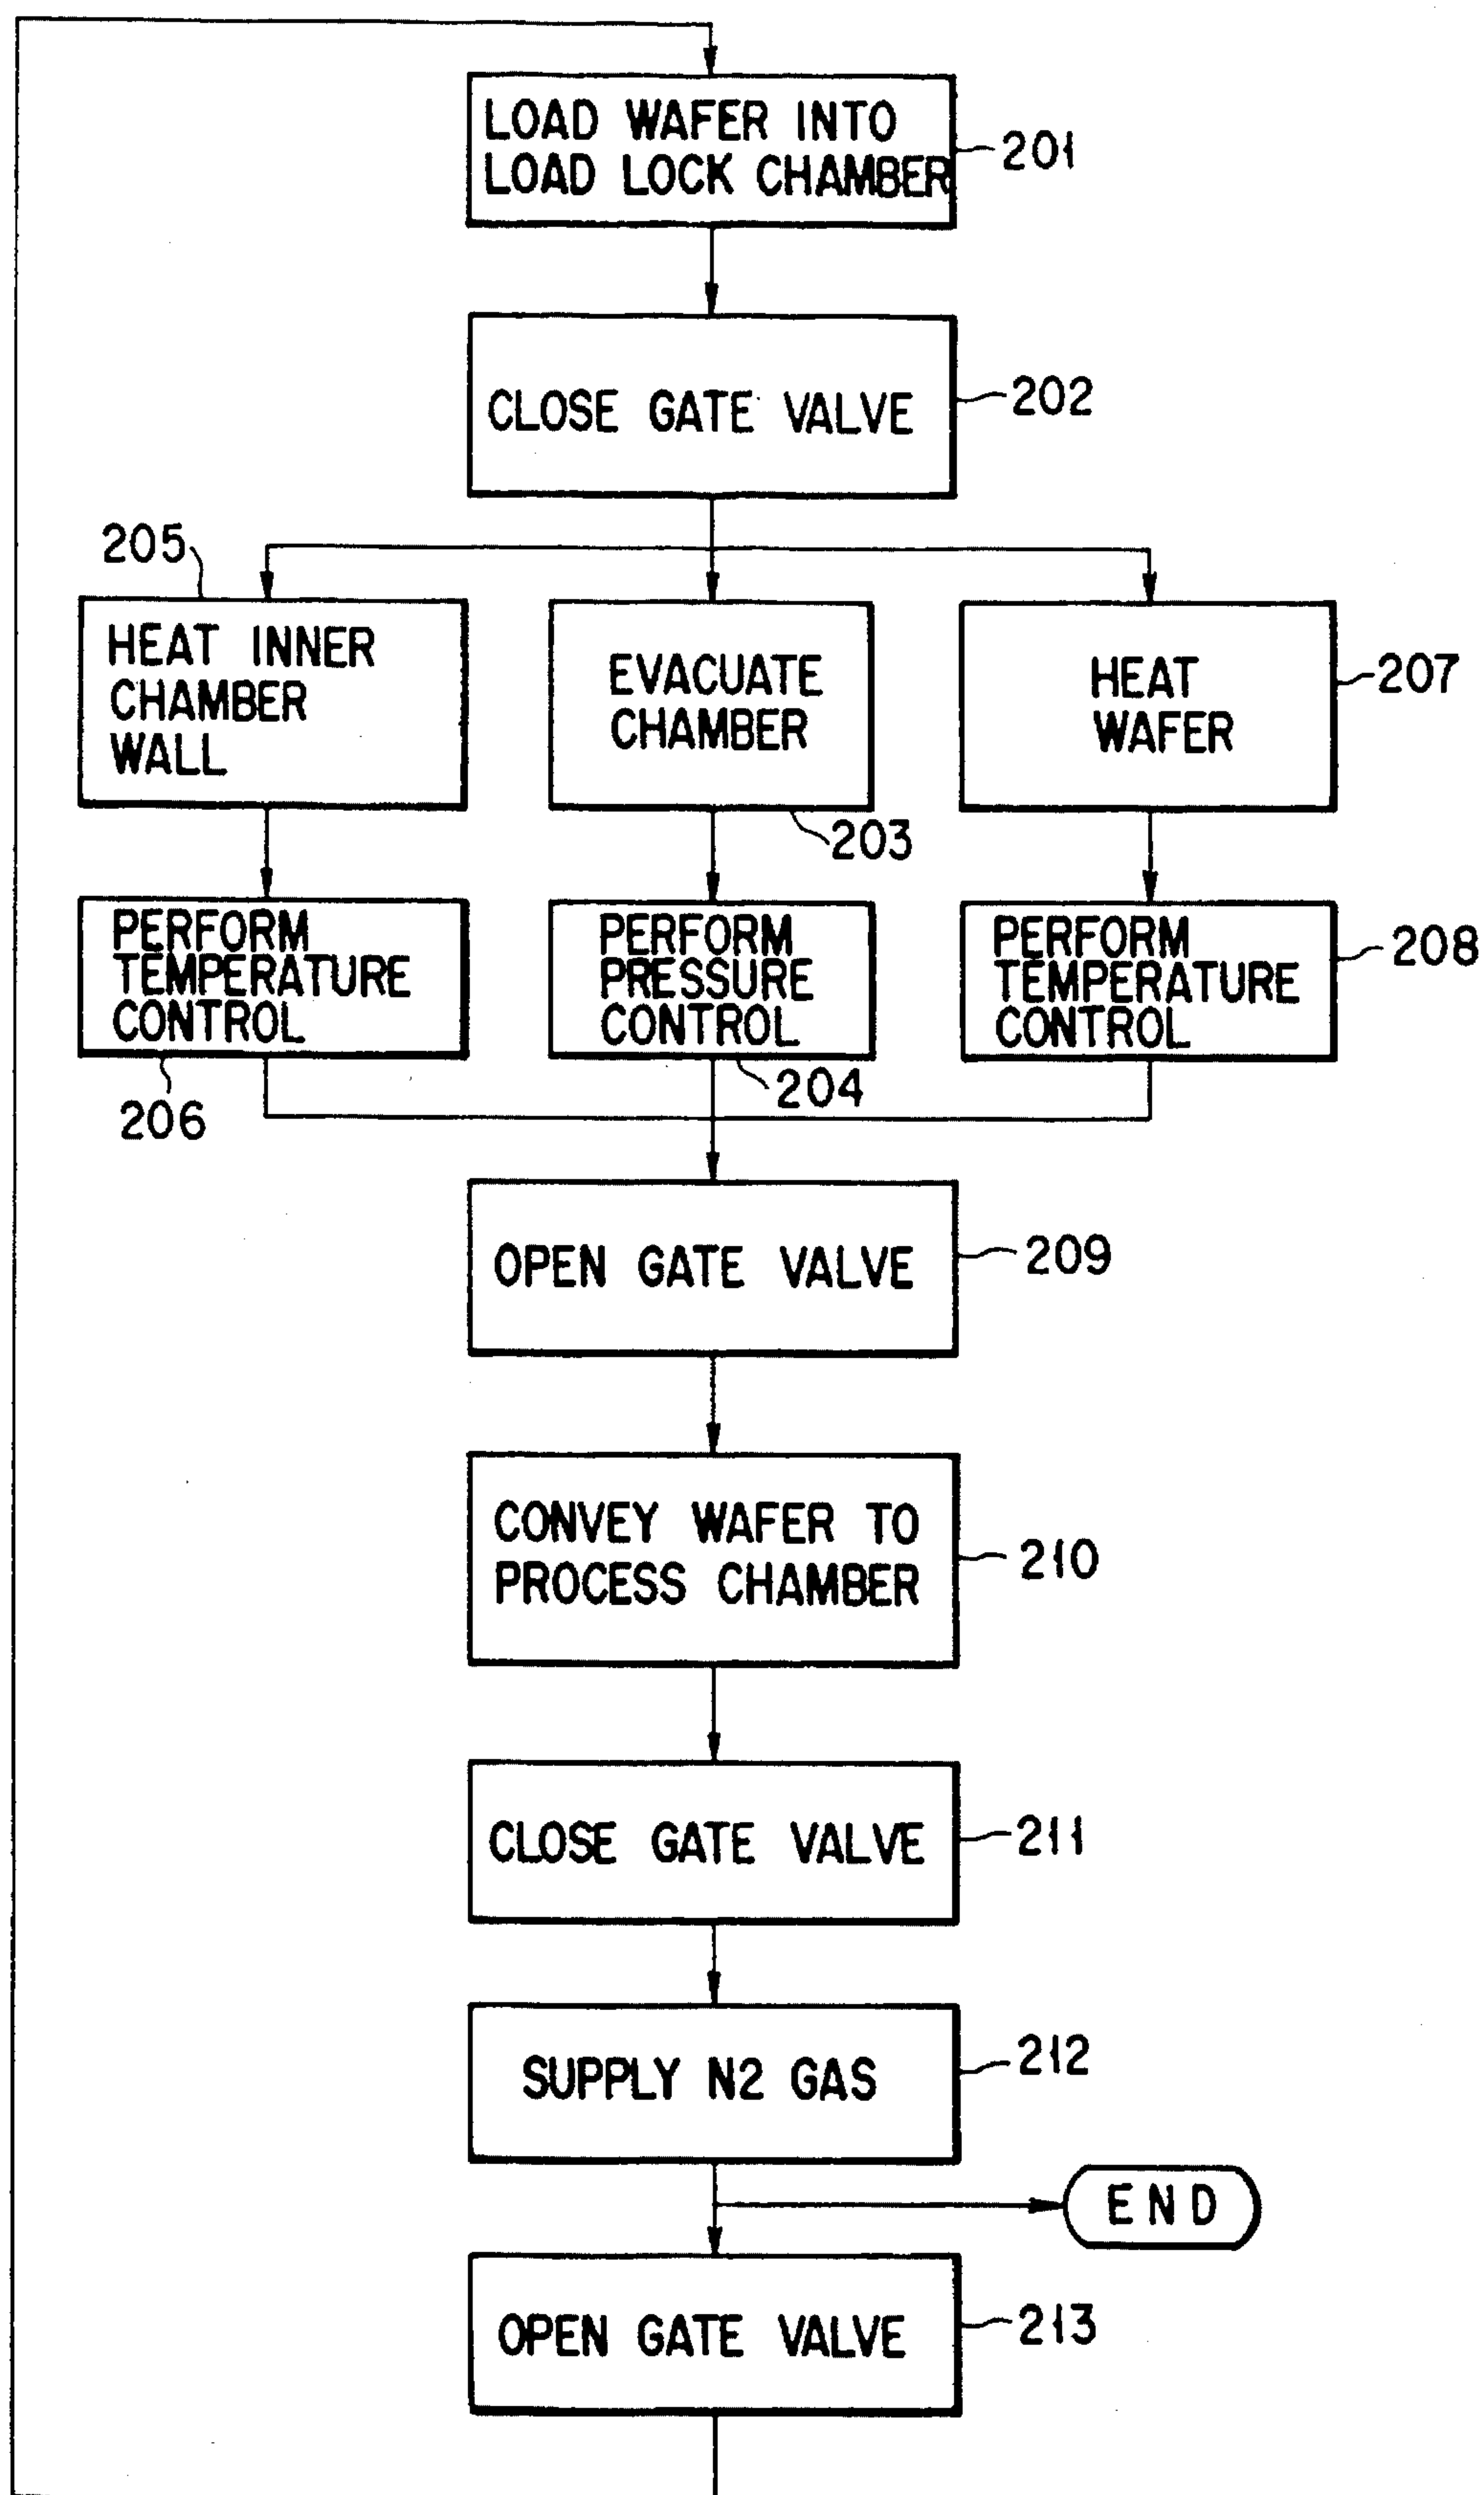 LOAD WAFER INTO
LOAD LOCK CHAMBER
201
CLOSE GATE VALVE
202
205
HEAT INNER
CHAMBER
WALL
EVACUATE
CHAMBER
203
HEAT
WAFER
207
PERFORM
TEMPERATURE
CONTROL
206
PERFORM
PRESSURE
CONTROL
204
PERFORM
TEMPERATURE
CONTROL
208
OPEN GATE VALVE
209
CONVEY WAFER TO
PROCESS CHAMBER
210
CLOSE GATE VALVE
211
SUPPLY N2 GAS
212
END
OPEN GATE VALVE
213